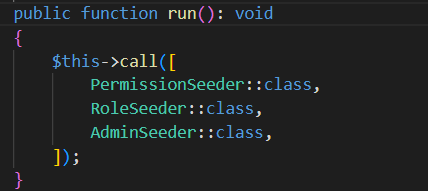 public function run(): void
{
    $this->call([
        PermissionSeeder::class,
        RoleSeeder::class,
        AdminSeeder::class,
    ]);
}